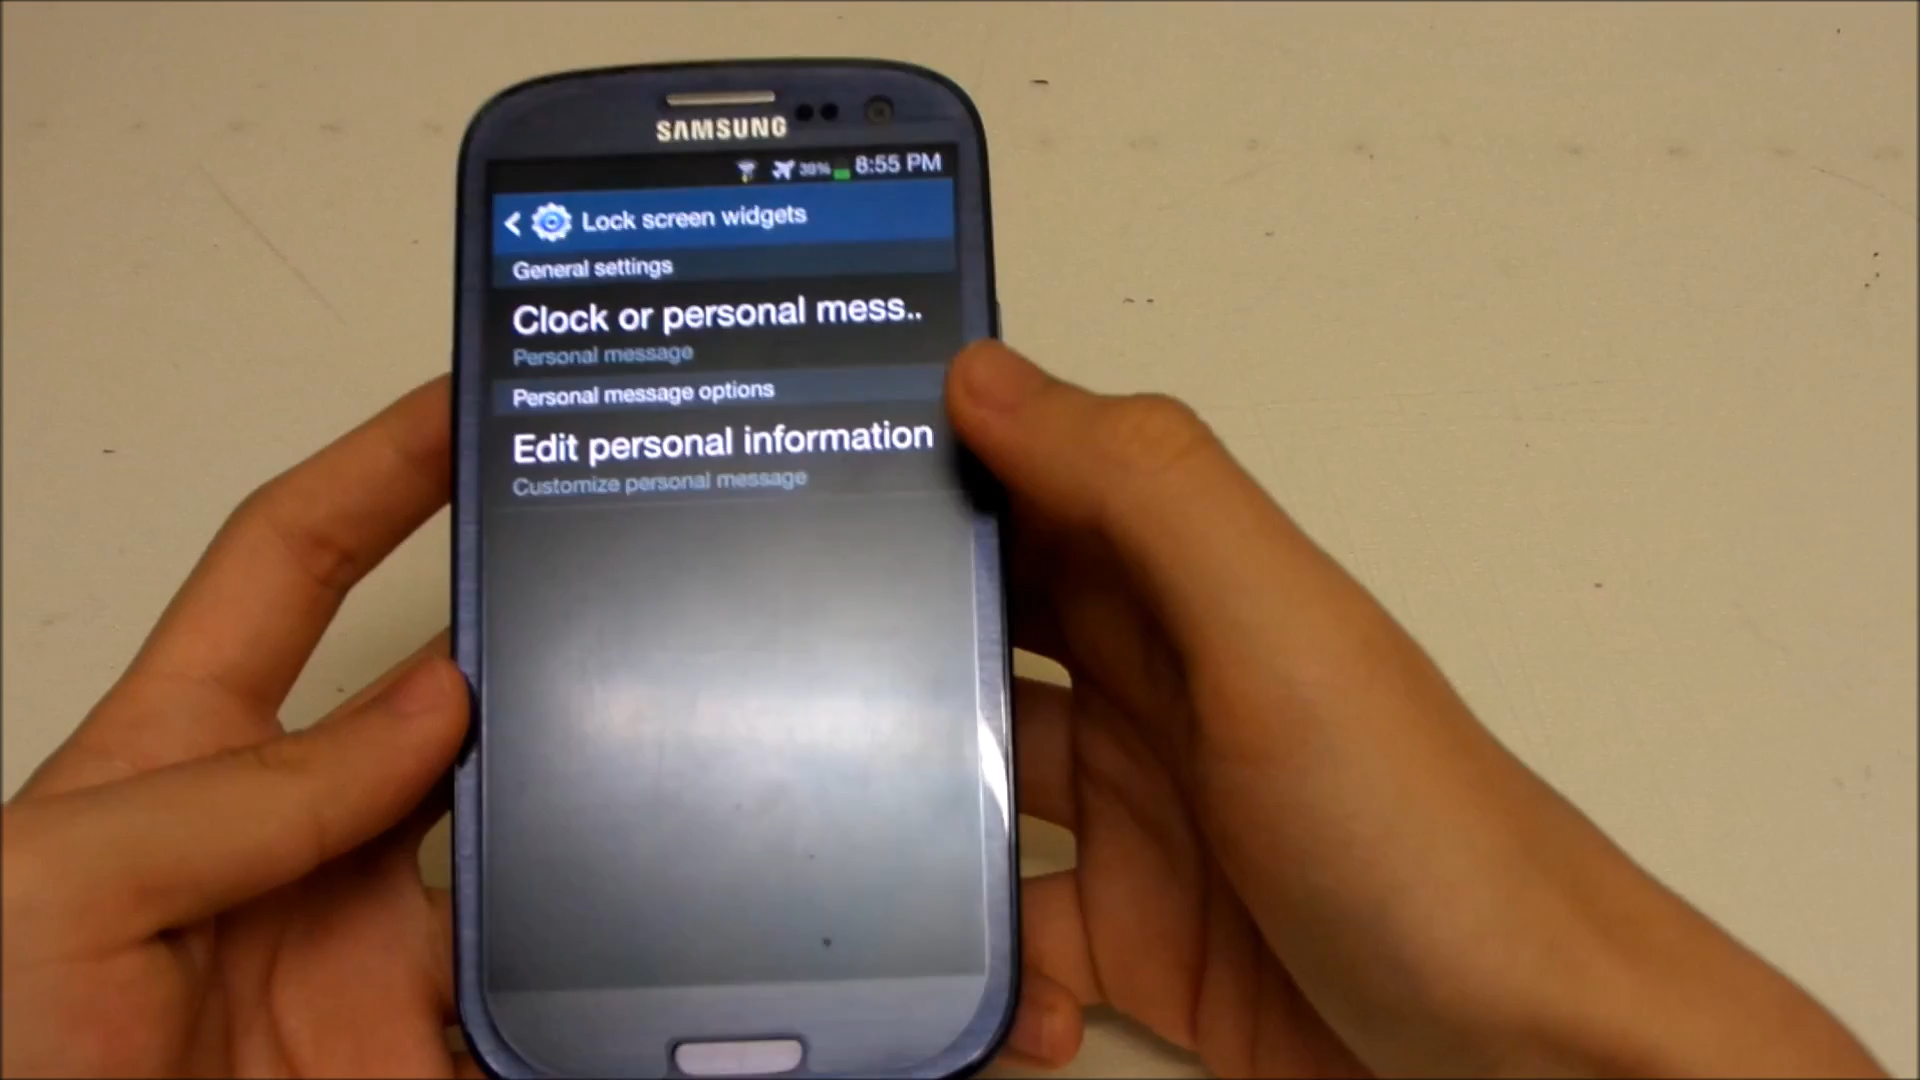 SAMSUNG
38% 8:55 PM
Lock screen widgets
General settings
Clock or personal mess..
Personal message
Personal message options
Edit personal information
Customize personal message